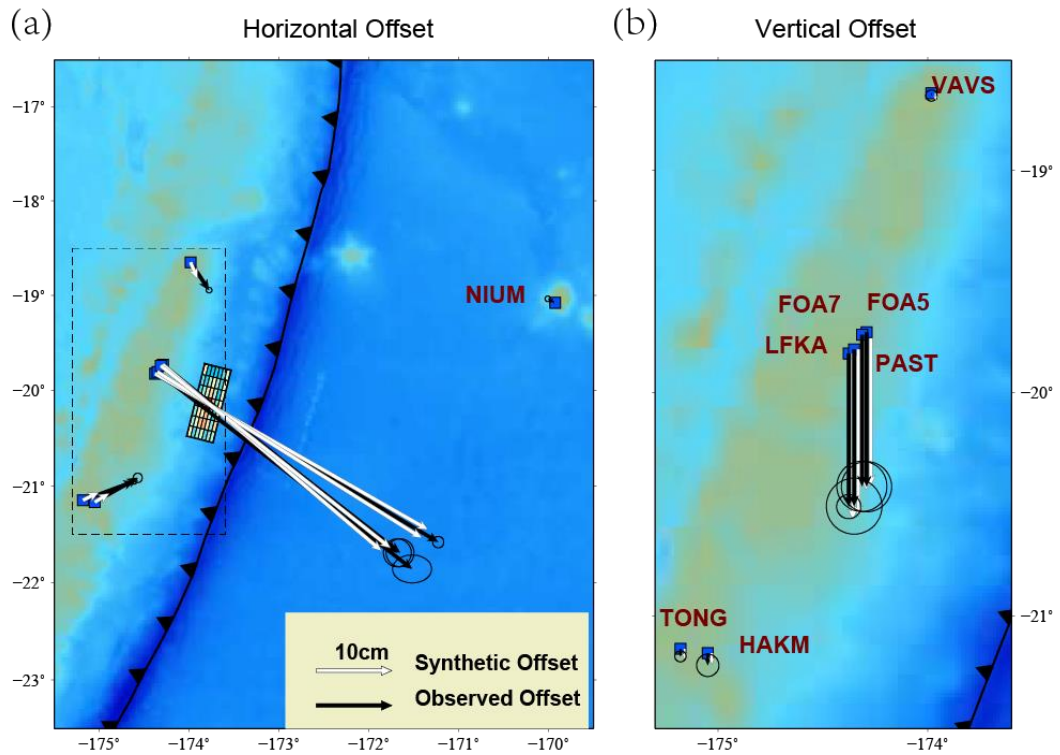 (a) Horizontal Offset
(b) Vertical Offset
−17°
−18°
−19°
−20°
−21°
−22°
−23°
NIUM
10cm
Synthetic Offset
Observed Offset
−175° −174° −173° −172° −171° −170°
VAVS
−19°
FOA7 FOA5
LFKA PAST
−20°
−21°
TONG HAKM
−175° −174°